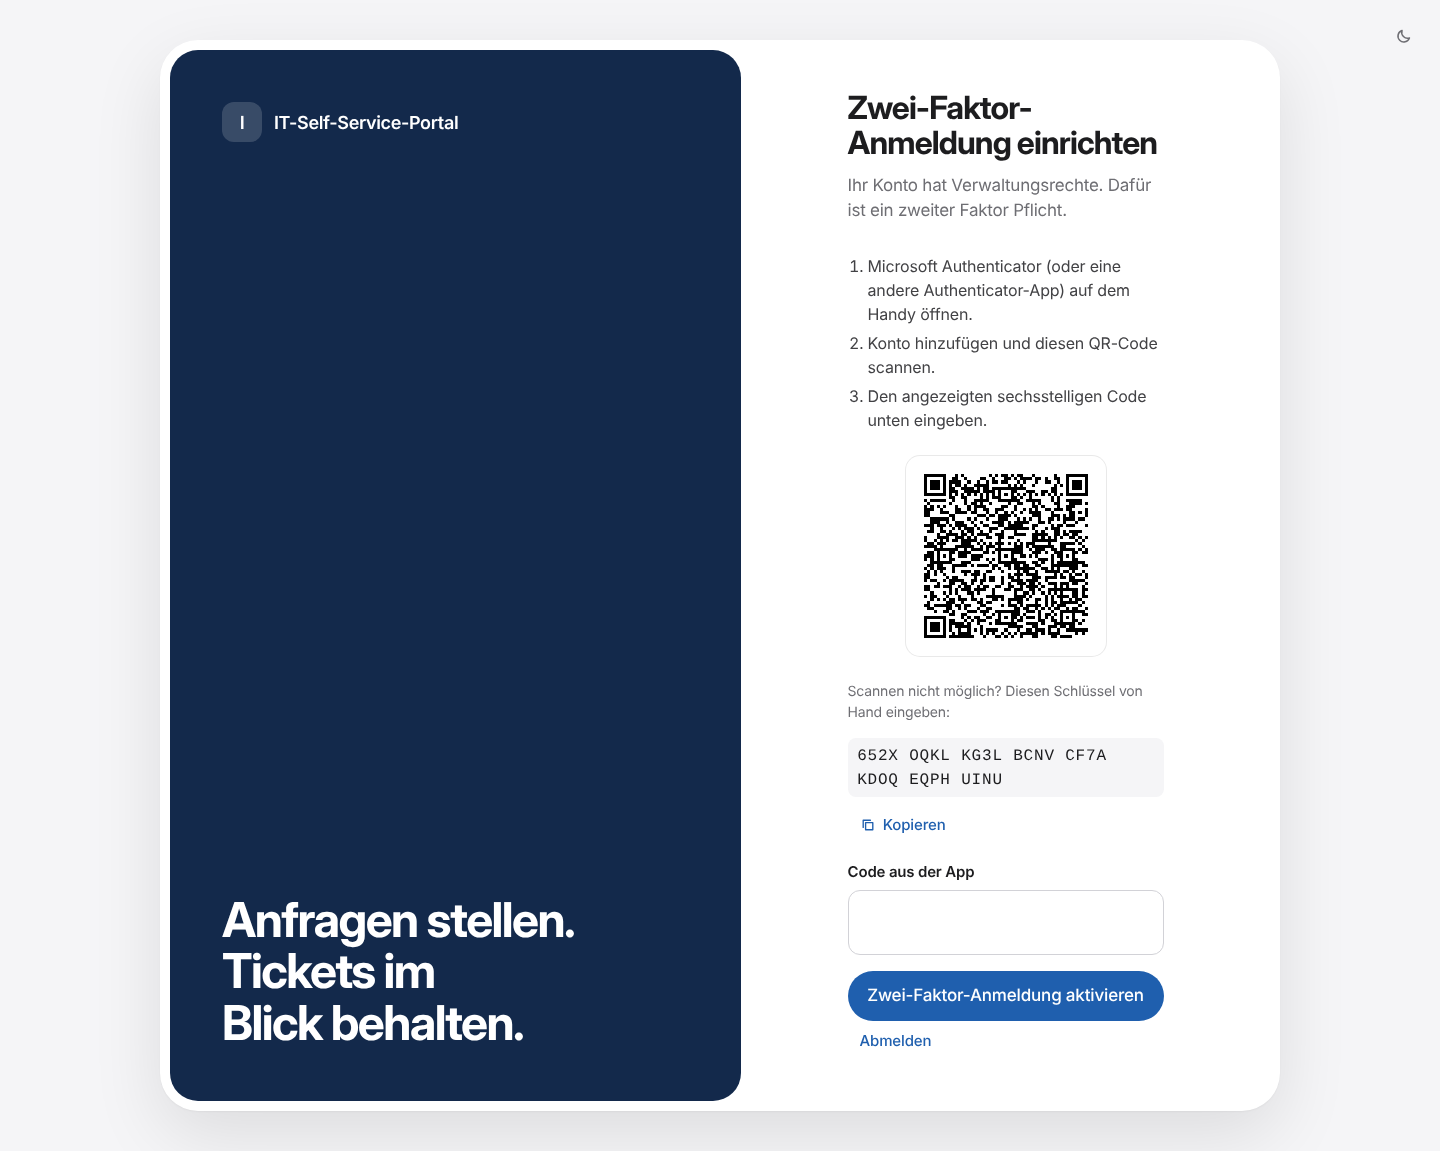 I
IT-Self-Service-Portal
Anfragen stellen.
Tickets im
Blick behalten.
Zwei-Faktor-
Anmeldung einrichten
Ihr Konto hat Verwaltungsrechte. Dafür
ist ein zweiter Faktor Pflicht.
1. Microsoft Authenticator (oder eine
andere Authenticator-App) auf dem
Handy öffnen.
2. Konto hinzufügen und diesen QR-Code
scannen.
3. Den angezeigten sechsstelligen Code
unten eingeben.
Scannen nicht möglich? Diesen Schlüssel von
Hand eingeben:
652X OQKL KG3L BCNV CF7A
KDOQ EQPH UINU
Kopieren
Code aus der App
Zwei-Faktor-Anmeldung aktivieren
Abmelden